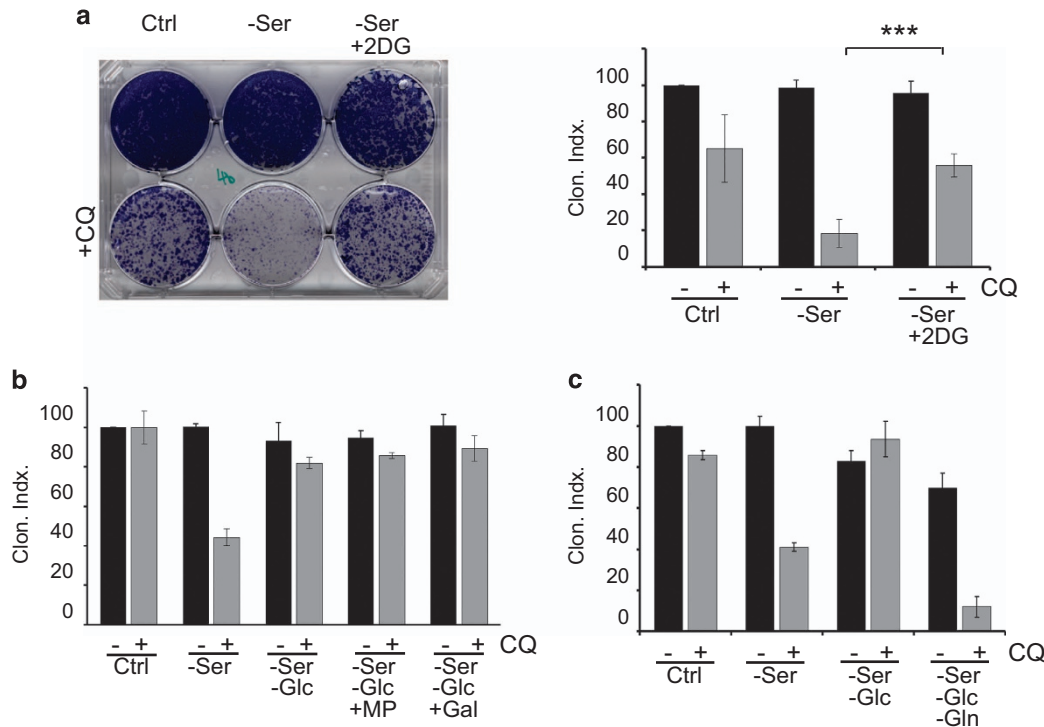 a
Ctrl -Ser -Ser
+2DG
+CQ
***
Clon. Indx.
100
80
60
40
20
0
- + - + - + CQ
Ctrl -Ser -Ser
+2DG
b
Clon. Indx.
100
80
60
40
20
0
- + - + - + - + - + CQ
Ctrl -Ser -Ser -Ser -Ser
-Glc -Glc -Glc
+MP +Gal
c
Clon. Indx.
100
80
60
40
20
0
- + - + - + - + CQ
Ctrl -Ser -Ser -Ser
-Glc -Glc
-Gln